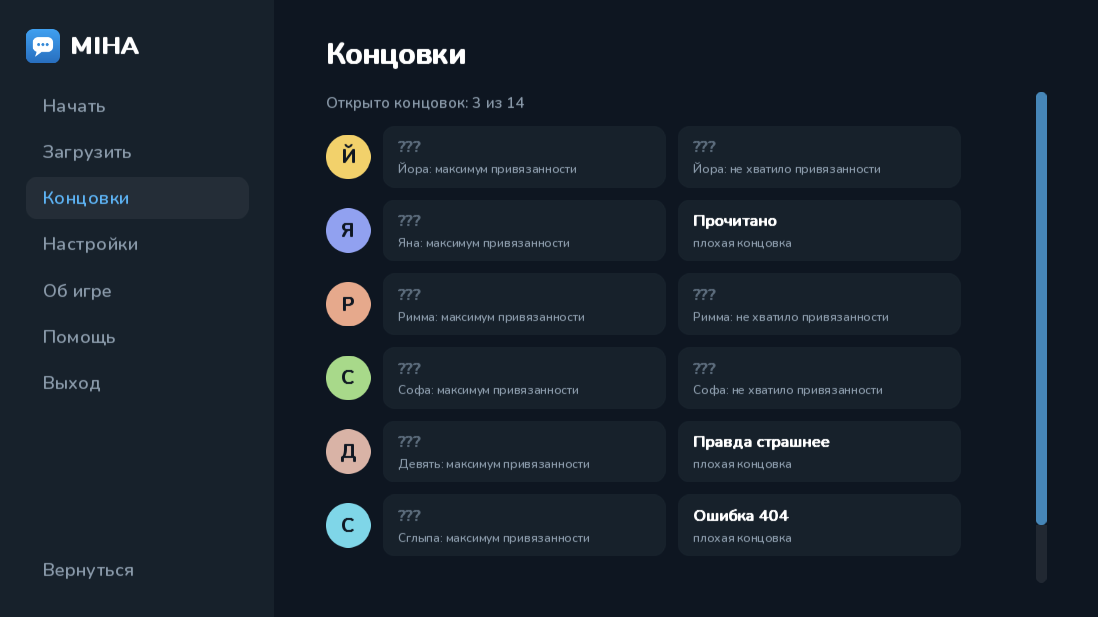 MIHA
Начать
Загрузить
Концовки
Настройки
Об игре
Помощь
Выход
Вернуться
Концовки
Открыто концовок: 3 из 14
Й
???
Йора: максимум привязанности
???
Йора: не хватило привязанности
Я
???
Яна: максимум привязанности
Прочитано
плохая концовка
Р
???
Римма: максимум привязанности
???
Римма: не хватило привязанности
С
???
Софа: максимум привязанности
???
Софа: не хватило привязанности
Д
???
Девять: максимум привязанности
Правда страшнее
плохая концовка
С
???
Сглыпа: максимум привязанности
Ошибка 404
плохая концовка